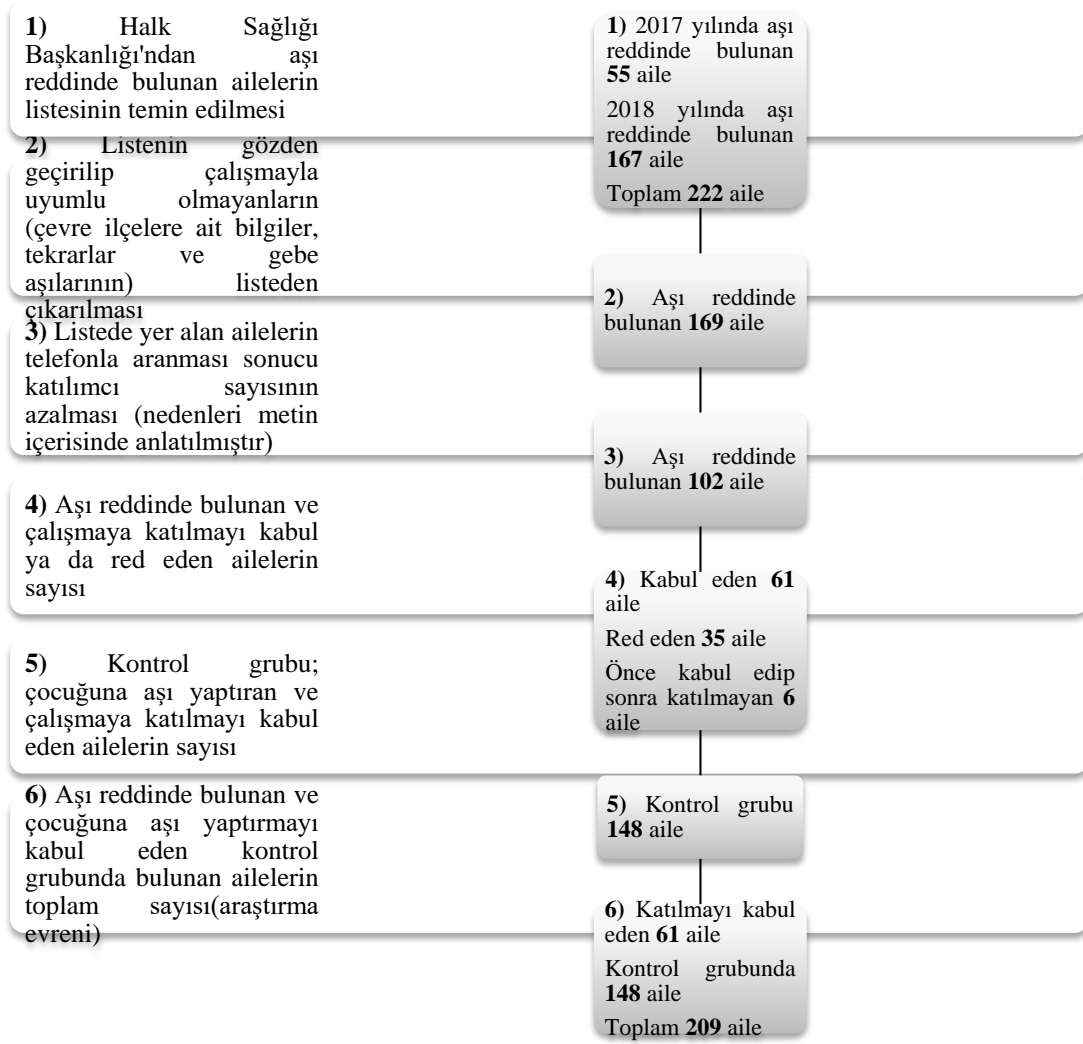 1) Halk Sağlığı
Başkanlığı'ndan aşı
reddinde bulunan ailelerin
listesinin temin edilmesi
1) 2017 yılında aşı
reddinde bulunan
55 aile
2018 yılında aşı
reddinde bulunan
167 aile
Toplam 222 aile
2) Listenin gözden
geçirilip çalışmayla
uyumlu olmayanların
(çevre ilçelere ait bilgiler,
tekrarlar ve gebe
aşılarının) listeden
çıkarılması
2) Aşı reddinde
bulunan 169 aile
3) Listede yer alan ailelerin
telefonla aranması sonucu
katılımcı sayısının
azalması (nedenleri metin
içerisinde anlatılmıştır)
3) Aşı reddinde
bulunan 102 aile
4) Aşı reddinde bulunan ve
çalışmaya katılmayı kabul
ya da red eden ailelerin
sayısı
4) Kabul eden 61
aile
Red eden 35 aile
Önce kabul edip
sonra katılmayan 6
aile
5) Kontrol grubu;
çocuğuna aşı yaptıran ve
çalışmaya katılmayı kabul
eden ailelerin sayısı
5) Kontrol grubu
148 aile
6) Aşı reddinde bulunan ve
çocuğuna aşı yaptırmayı
kabul eden kontrol
grubunda bulunan ailelerin
toplam sayısı(araştırma
evreni)
6) Katılmayı kabul
eden 61 aile
Kontrol grubunda
148 aile
Toplam 209 aile